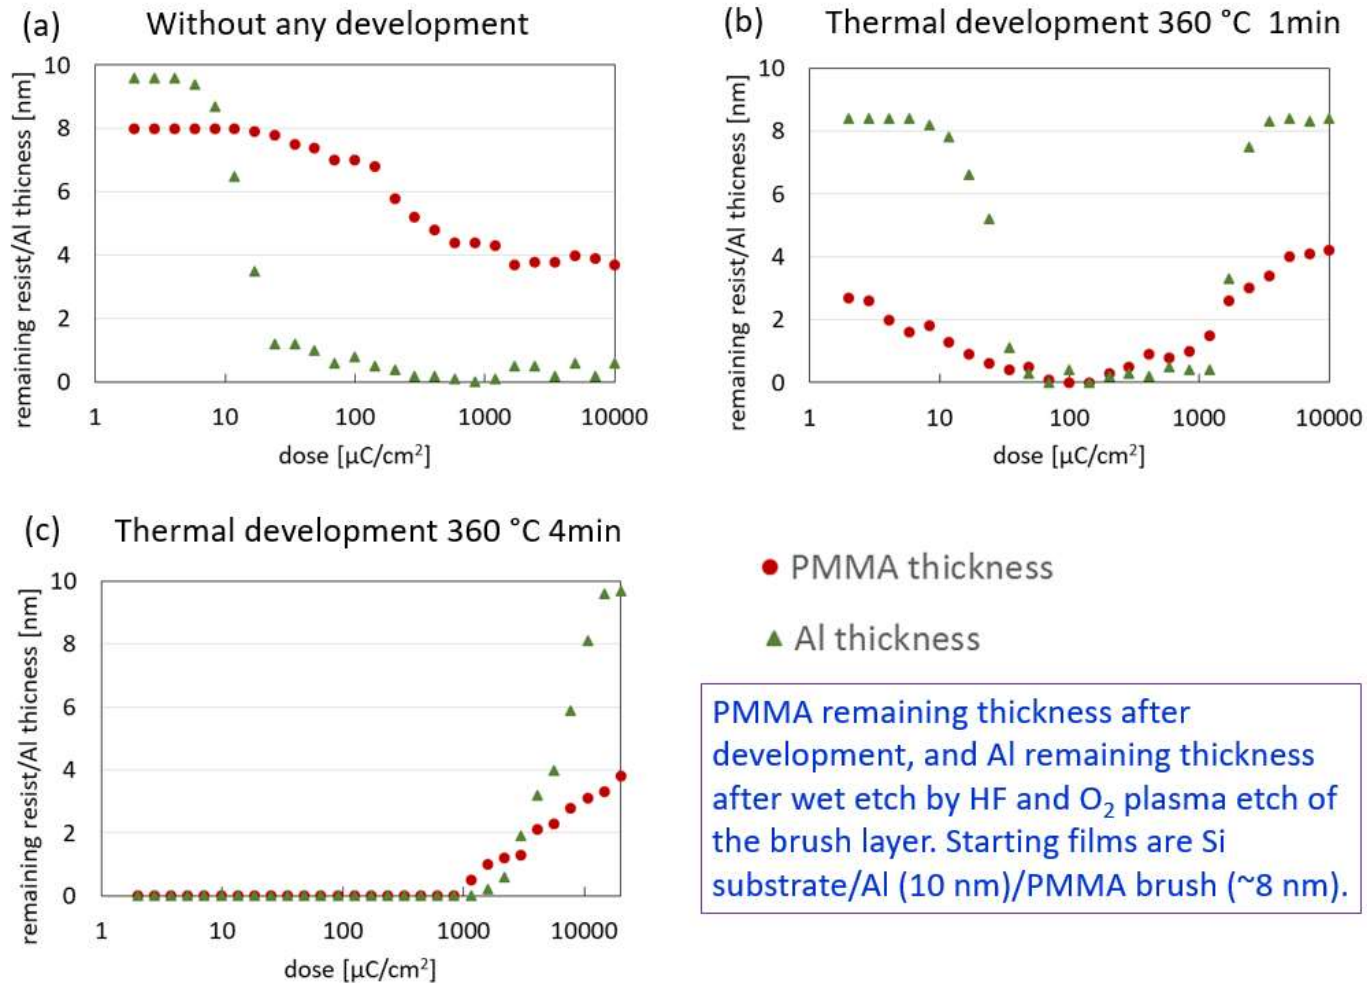 (a) Without any development
remaining resist/Al thicness [nm]
10
8
6
4
2
0
1 10 100 1000 10000
dose [µC/cm²]
(b) Thermal development 360 °C 1min
remaining resist/Al thicness [nm]
10
8
6
4
2
0
1 10 100 1000 10000
dose [µC/cm²]
(c) Thermal development 360 °C 4min
remaining resist/Al thicness [nm]
10
8
6
4
2
0
1 10 100 1000 10000
dose [µC/cm²]
PMMA thickness
Al thickness
PMMA remaining thickness after
development, and Al remaining thickness
after wet etch by HF and O₂ plasma etch of
the brush layer. Starting films are Si
substrate/Al (10 nm)/PMMA brush (~8 nm).